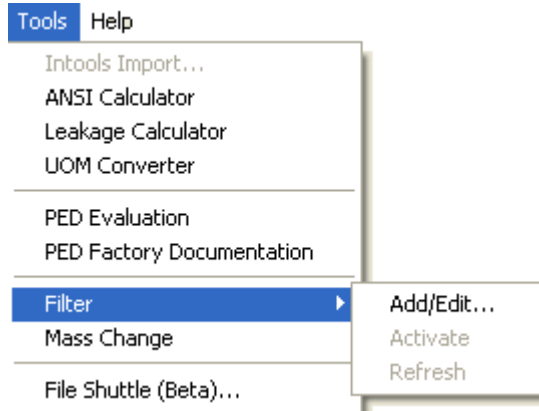 Tools Help
Intools Import...
ANSI Calculator
Leakage Calculator
UOM Converter
PED Evaluation
PED Factory Documentation
Filter
Add/Edit...
Mass Change
Activate
Refresh
File Shuttle (Beta)...